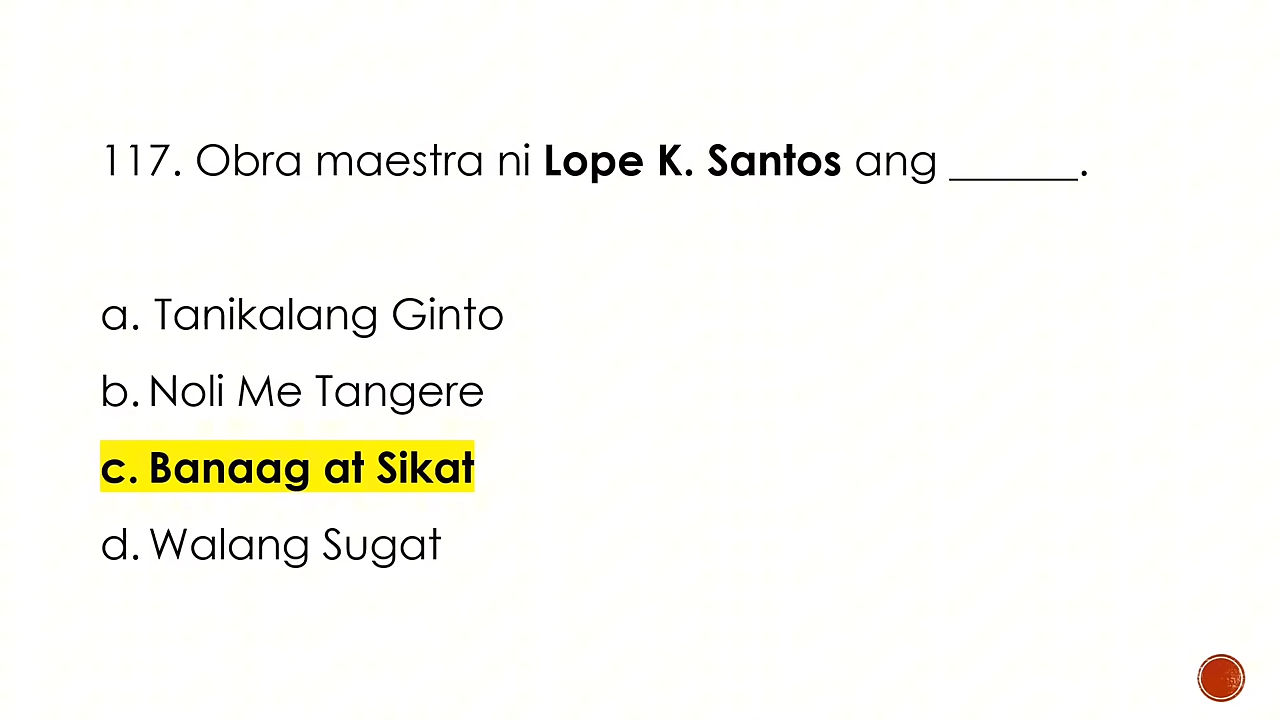 117. Obra maestra ni Lope K. Santos ang ______.
a. Tanikalang Ginto
b. Noli Me Tangere
c. Banaag at Sikat
d. Walang Sugat